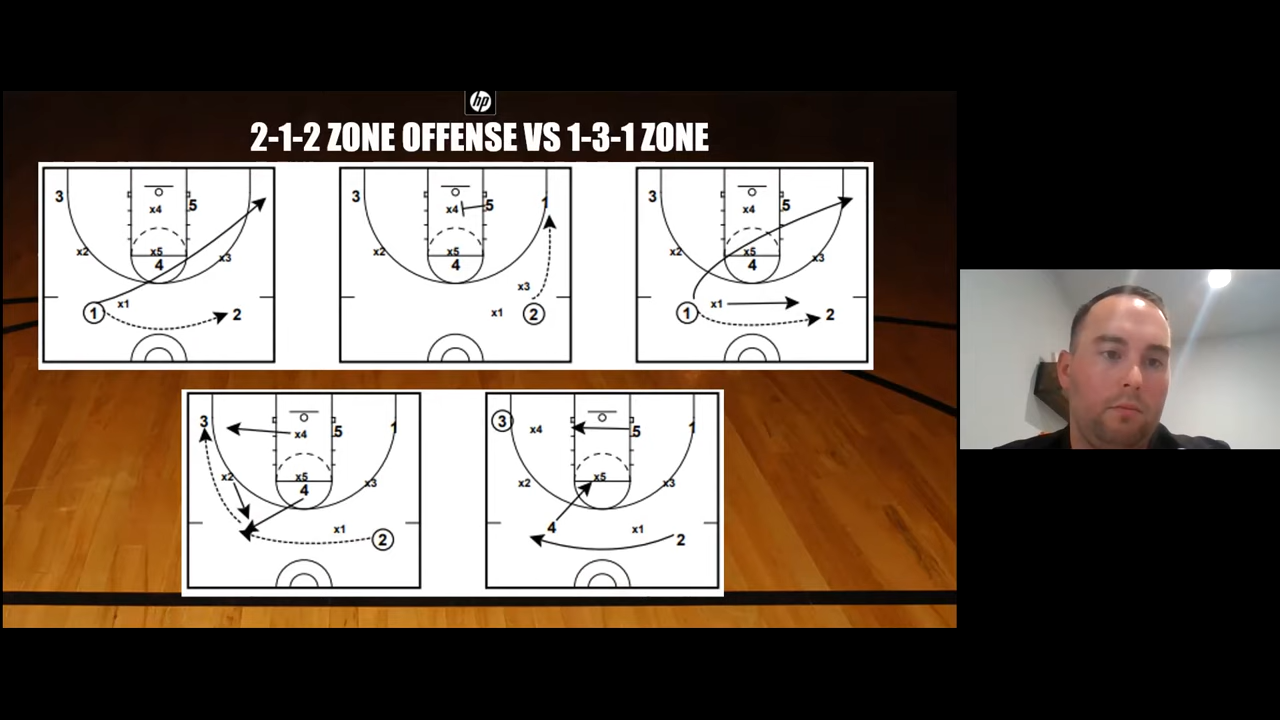 hp
2-1-2 ZONE OFFENSE VS 1-3-1 ZONE
3 x4 5 x2 x5 x3 4 x1 1 2
3 x4 5 1 x2 x5 4 x3 x1 2
3 x4 5 x2 x5 x3 4 x1 1 2
3 x4 5 1 x2 x5 x3 4 x1 2
3 x4 5 1 x2 x5 x3 4 x1 2